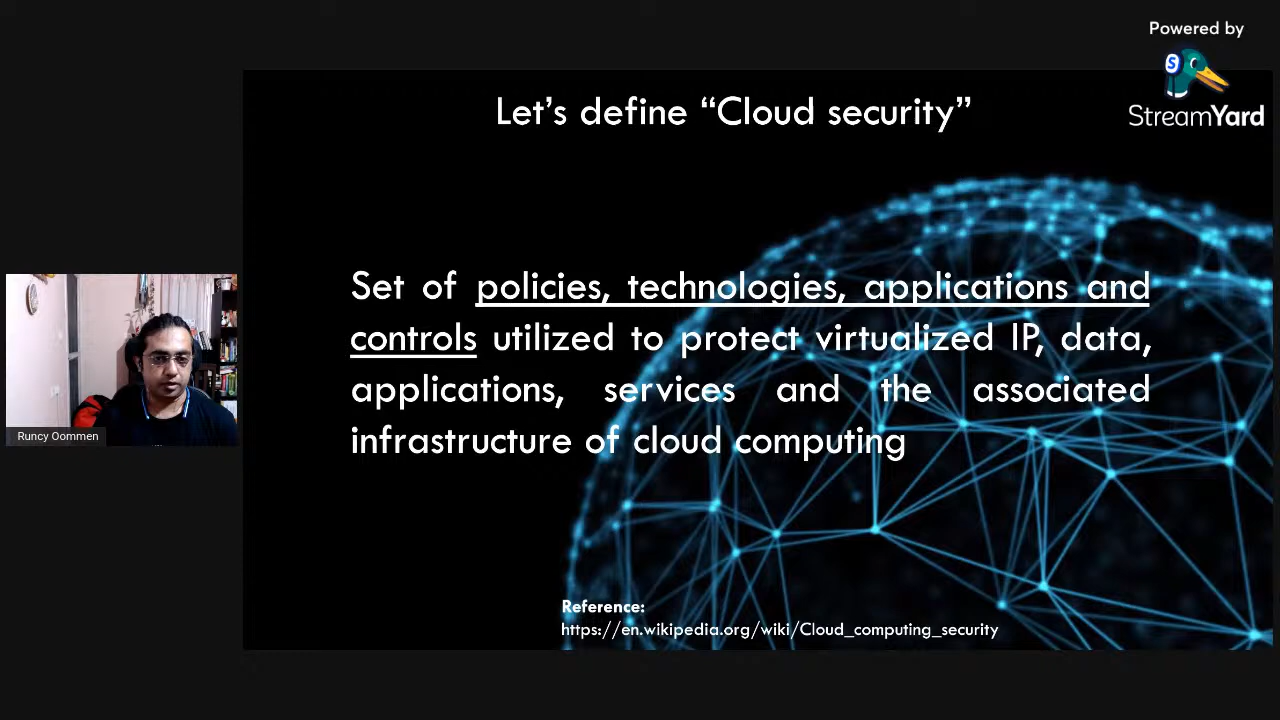 Powered by
StreamYard
Let's define “Cloud security”
Set of policies, technologies, applications and
controls utilized to protect virtualized IP, data,
applications, services and the associated
infrastructure of cloud computing
Runcy Oommen
Reference:
https://en.wikipedia.org/wiki/Cloud_computing_security